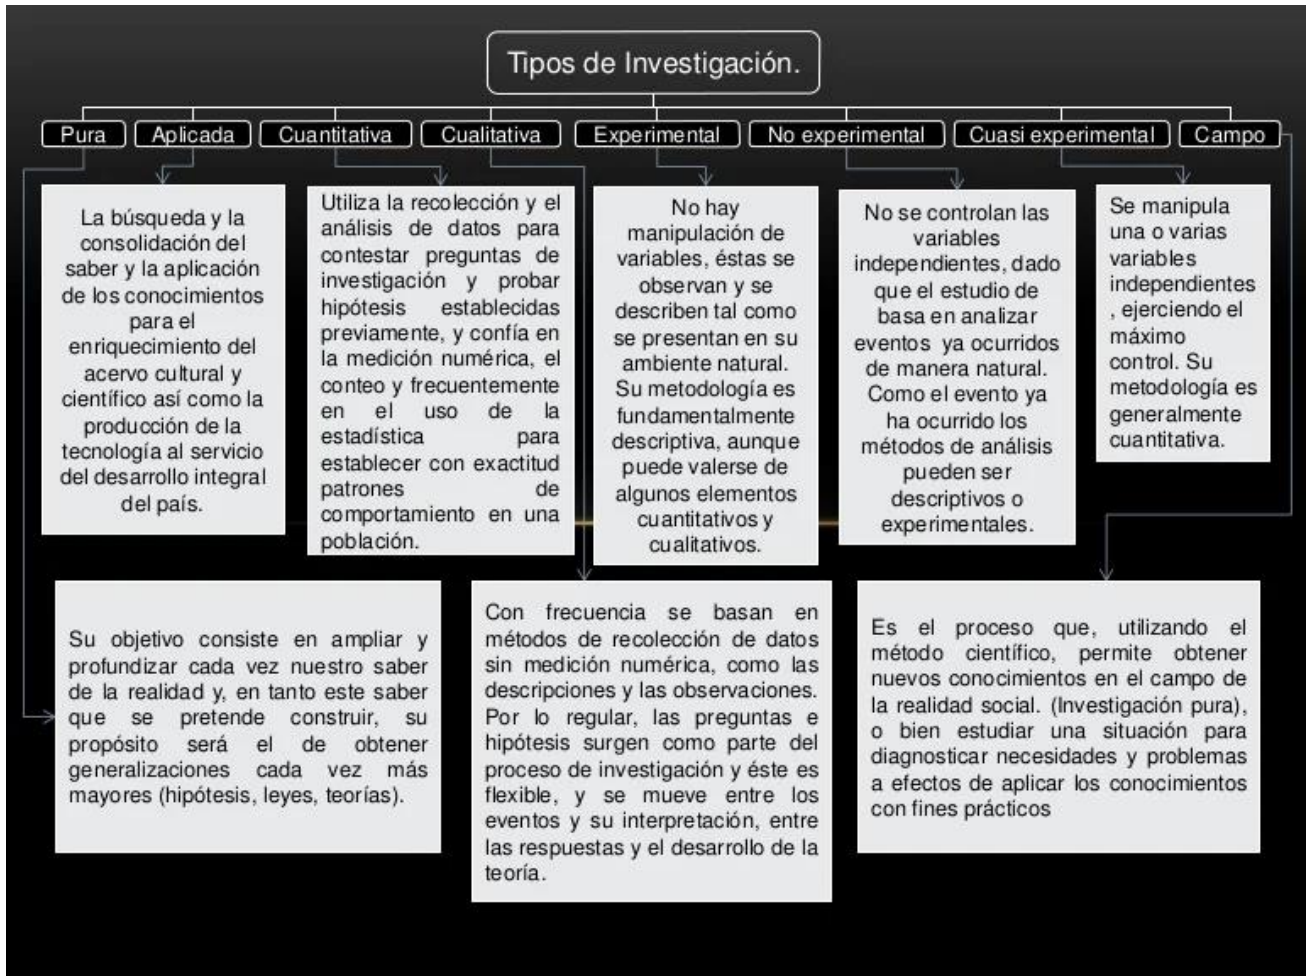 Tipos de Investigación.
Pura
Aplicada
Cuantitativa
Cualitativa
Experimental
No experimental
Cuasi experimental
Campo
La búsqueda y la
consolidación del
saber y la aplicación
de los conocimientos
para el
enriquecimiento del
acervo cultural y
científico así como la
producción de la
tecnología al servicio
del desarrollo integral
del país.
Utiliza la recolección y el
análisis de datos para
contestar preguntas de
investigación y probar
hipótesis establecidas
previamente, y confía en
la medición numérica, el
conteo y frecuentemente
en el uso de la
estadística para
establecer con exactitud
patrones de
comportamiento en una
población.
No hay
manipulación de
variables, éstas se
observan y se
describen tal como
se presentan en su
ambiente natural.
Su metodología es
fundamentalmente
descriptiva, aunque
puede valerse de
algunos elementos
cuantitativos y
cualitativos.
No se controlan las
variables
independientes, dado
que el estudio de
basa en analizar
eventos ya ocurridos
de manera natural.
Como el evento ya
ha ocurrido los
métodos de análisis
pueden ser
descriptivos o
experimentales.
Se manipula
una o varias
variables
independientes
, ejerciendo el
máximo
control. Su
metodología es
generalmente
cuantitativa.
Su objetivo consiste en ampliar y
profundizar cada vez nuestro saber
de la realidad y, en tanto este saber
que se pretende construir, su
propósito será el de obtener
generalizaciones cada vez más
mayores (hipótesis, leyes, teorías).
Con frecuencia se basan en
métodos de recolección de datos
sin medición numérica, como las
descripciones y las observaciones.
Por lo regular, las preguntas e
hipótesis surgen como parte del
proceso de investigación y éste es
flexible, y se mueve entre los
eventos y su interpretación, entre
las respuestas y el desarrollo de la
teoría.
Es el proceso que, utilizando el
método científico, permite obtener
nuevos conocimientos en el campo de
la realidad social. (Investigación pura),
o bien estudiar una situación para
diagnosticar necesidades y problemas
a efectos de aplicar los conocimientos
con fines prácticos